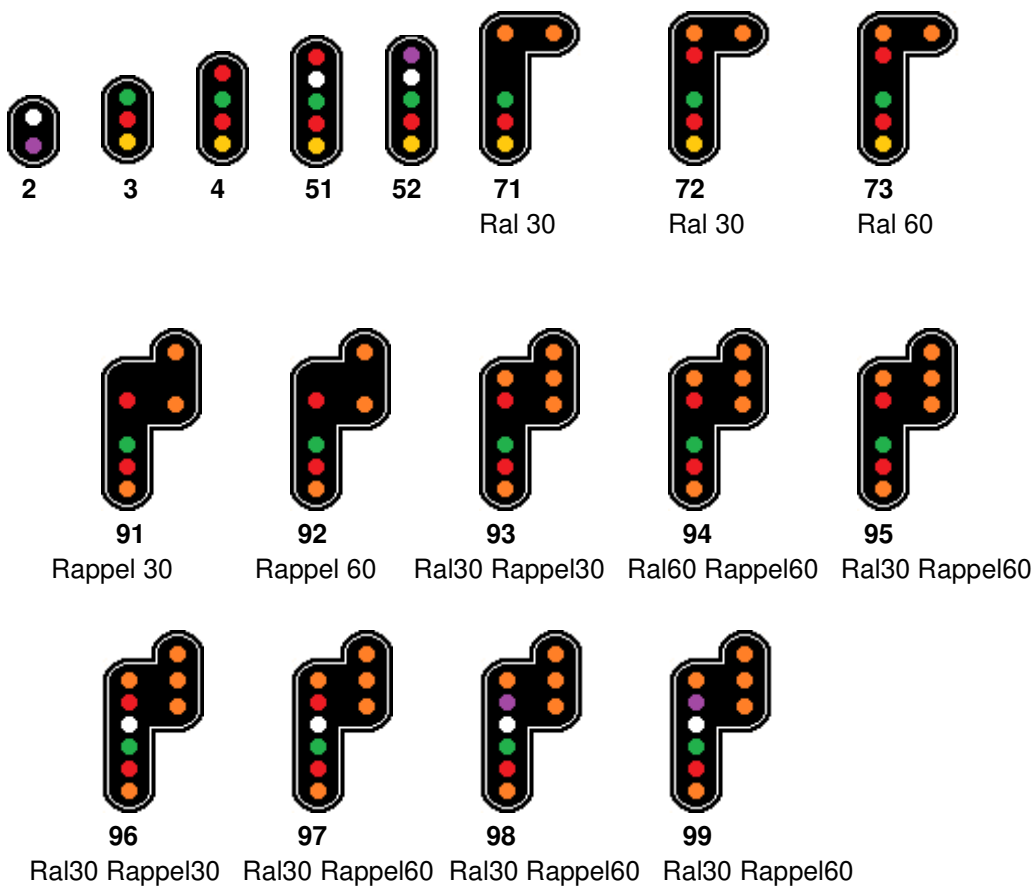 2 3 4 51 52 71 72 73
Ral 30 Ral 30 Ral 60
91 92 93 94 95
Rappel 30 Rappel 60 Ral30 Rappel30 Ral60 Rappel60 Ral30 Rappel60
96 97 98 99
Ral30 Rappel30 Ral30 Rappel60 Ral30 Rappel60 Ral30 Rappel60